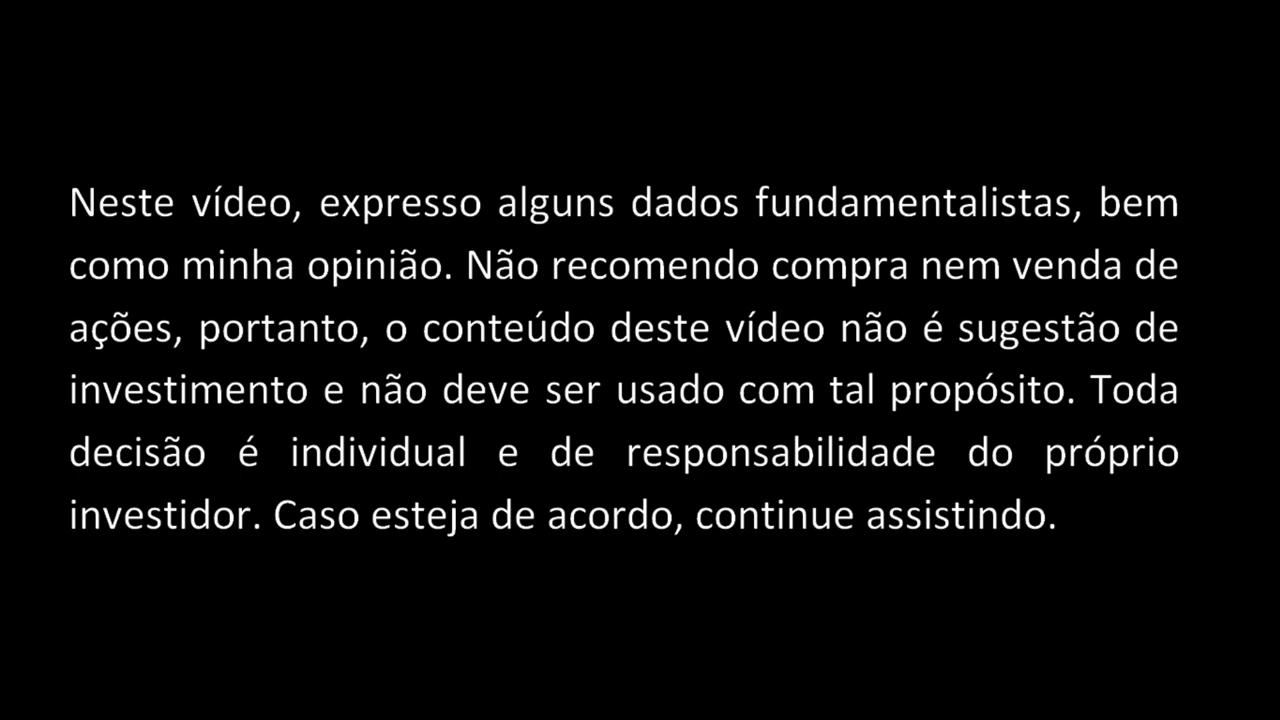 Neste vídeo, expresso alguns dados fundamentalistas, bem
como minha opinião. Não recomendo compra nem venda de
ações, portanto, o conteúdo deste vídeo não é sugestão de
investimento e não deve ser usado com tal propósito. Toda
decisão é individual e de responsabilidade do próprio
investidor. Caso esteja de acordo, continue assistindo.